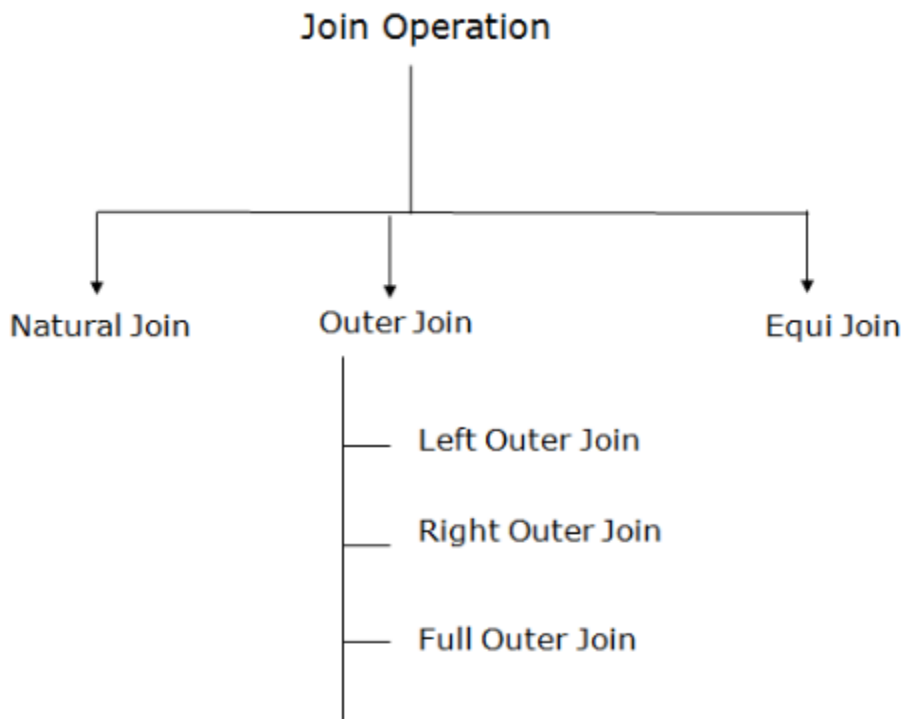 Join Operation
Natural Join
Outer Join
Equi Join
Left Outer Join
Right Outer Join
Full Outer Join